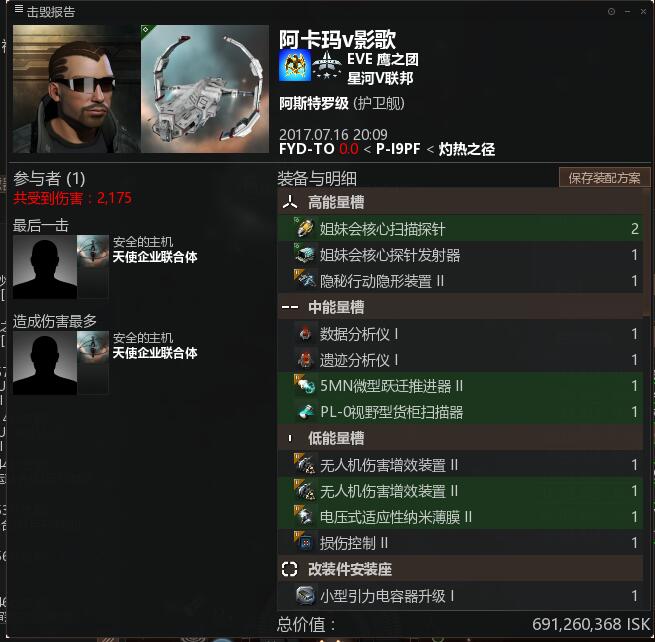 击毁报告
阿卡玛v影歌
EVE 鹰之团
星河V联邦
阿斯特罗级 (护卫舰)
2017.07.16 20:09
FYD-TO 0.0 < P-I9PF < 灼热之径
参与者 (1)
共受到伤害：2,175
最后一击
安全的主机
天使企业联合体
造成伤害最多
安全的主机
天使企业联合体
装备与明细
保存装配方案
高能量槽
姐妹会核心扫描探针 2
姐妹会核心探针发射器 1
隐秘行动隐形装置 II 1
中能量槽
数据分析仪 I 1
遗迹分析仪 I 1
5MN微型跃迁推进器 II 1
PL-0视野型货柜扫描器 1
低能量槽
无人机伤害增效装置 II 1
无人机伤害增效装置 II 1
电压式适应性纳米薄膜 II 1
损伤控制 II 1
改装件安装座
小型引力电容器升级 I 1
总价值： 691,260,368 ISK